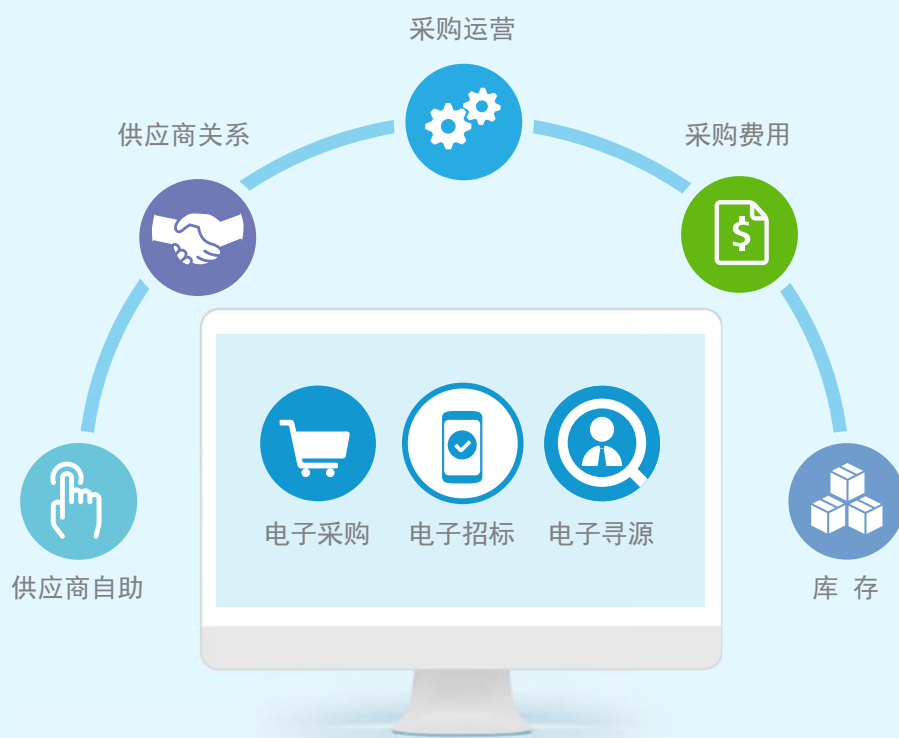 采购运营
供应商关系
采购费用
电子采购
电子招标
电子寻源
供应商自助
库 存